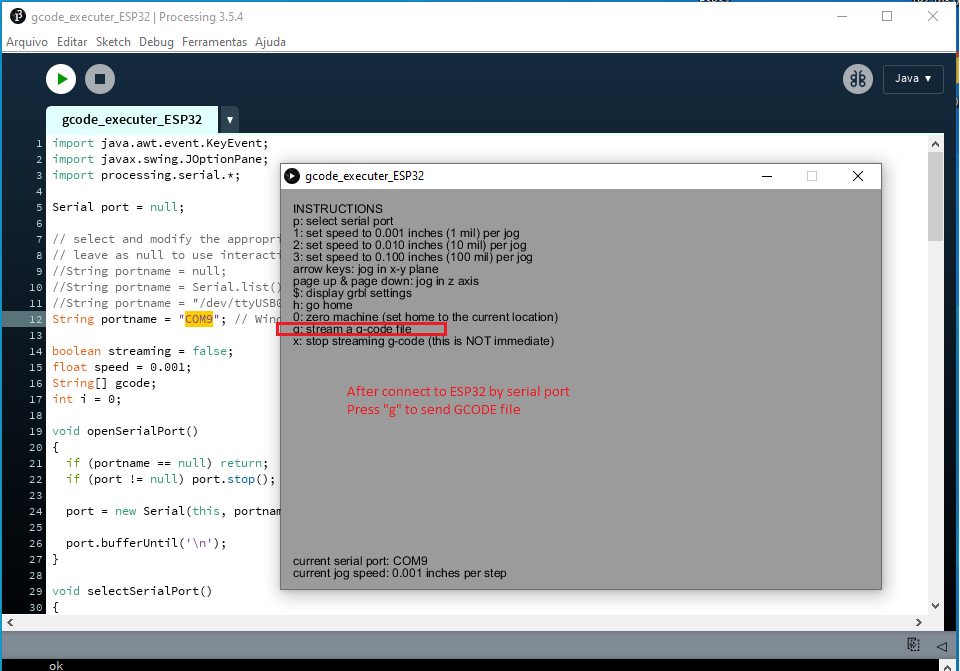 gcode_executer_ESP32 | Processing 3.5.4
Arquivo Editar Sketch Debug Ferramentas Ajuda
Java ▼
gcode_executer_ESP32 ▼
1 import java.awt.event.KeyEvent;
2 import javax.swing.JOptionPane;
3 import processing.serial.*;
4
5 Serial port = null;
6
7 // select and modify the appropri
8 // leave as null to use interacti
9 //String portname = null;
10 //String portname = Serial.list()
11 //String portname = "/dev/ttyUSB0
12 String portname = "COM9"; // Win
13
14 boolean streaming = false;
15 float speed = 0.001;
16 String[] gcode;
17 int i = 0;
18
19 void openSerialPort()
20 {
21 if (portname == null) return;
22 if (port != null) port.stop();
23
24 port = new Serial(this, portnam
25
26 port.bufferUntil('\n');
27 }
28
29 void selectSerialPort()
30 {
gcode_executer_ESP32
INSTRUCTIONS
p: select serial port
1: set speed to 0.001 inches (1 mil) per jog
2: set speed to 0.010 inches (10 mil) per jog
3: set speed to 0.100 inches (100 mil) per jog
arrow keys: jog in x-y plane
page up & page down: jog in z axis
$: display grbl settings
h: go home
0: zero machine (set home to the current location)
g: stream a g-code file
x: stop streaming g-code (this is NOT immediate)
After connect to ESP32 by serial port
Press "g" to send GCODE file
current serial port: COM9
current jog speed: 0.001 inches per step
ok